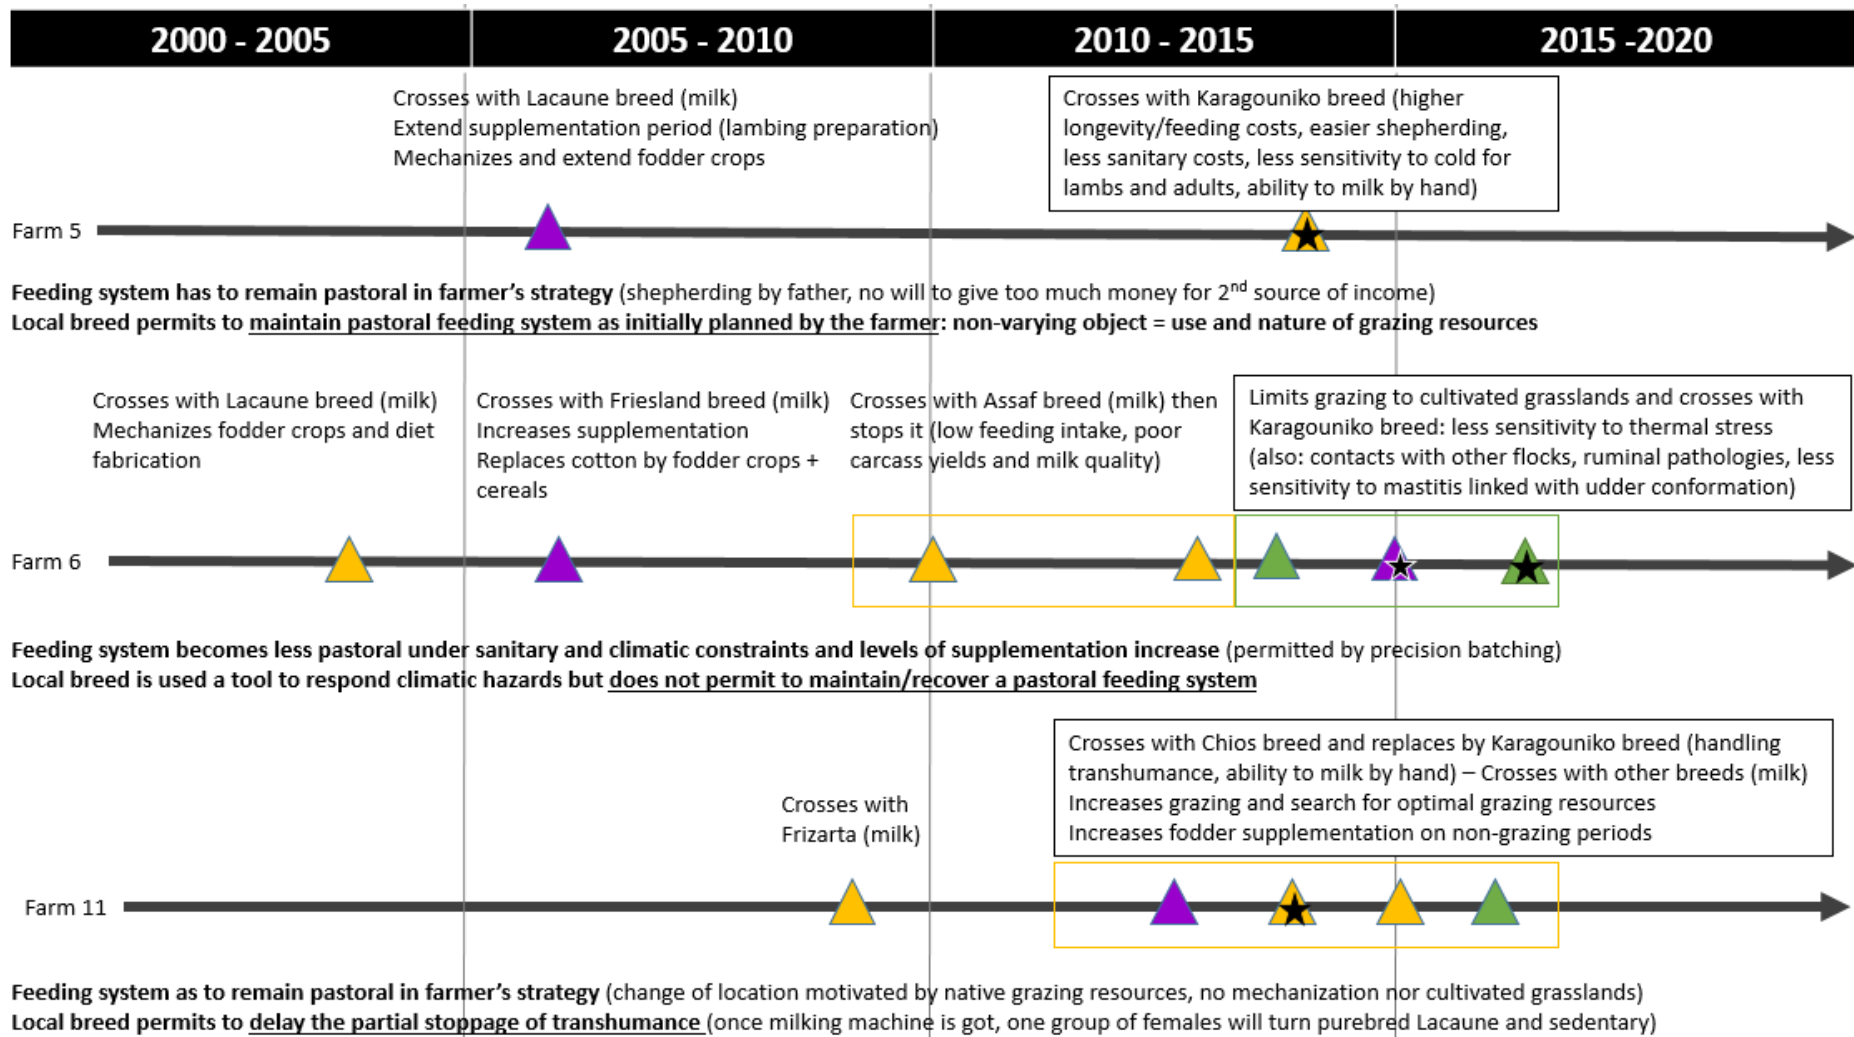 2000 - 2005
2005 - 2010
2010 - 2015
2015 -2020
Crosses with Lacaune breed (milk)
Extend supplementation period (lambing preparation)
Mechanizes and extend fodder crops
Crosses with Karagouniko breed (higher
longevity/feeding costs, easier shepherding,
less sanitary costs, less sensitivity to cold for
lambs and adults, ability to milk by hand)
Farm 5
Feeding system has to remain pastoral in farmer's strategy (shepherding by father, no will to give too much money for 2nd source of income)
Local breed permits to maintain pastoral feeding system as initially planned by the farmer: non-varying object = use and nature of grazing resources
Crosses with Lacaune breed (milk)
Mechanizes fodder crops and diet
fabrication
Crosses with Friesland breed (milk)
Increases supplementation
Replaces cotton by fodder crops +
cereals
Crosses with Assaf breed (milk) then
stops it (low feeding intake, poor
carcass yields and milk quality)
Limits grazing to cultivated grasslands and crosses with
Karagouniko breed: less sensitivity to thermal stress
(also: contacts with other flocks, ruminal pathologies, less
sensitivity to mastitis linked with udder conformation)
Farm 6
Feeding system becomes less pastoral under sanitary and climatic constraints and levels of supplementation increase (permitted by precision batching)
Local breed is used a tool to respond climatic hazards but does not permit to maintain/recover a pastoral feeding system
Crosses with
Frizarta (milk)
Crosses with Chios breed and replaces by Karagouniko breed (handling
transhumance, ability to milk by hand) – Crosses with other breeds (milk)
Increases grazing and search for optimal grazing resources
Increases fodder supplementation on non-grazing periods
Farm 11
Feeding system as to remain pastoral in farmer's strategy (change of location motivated by native grazing resources, no mechanization nor cultivated grasslands)
Local breed permits to delay the partial stoppage of transhumance (once milking machine is got, one group of females will turn purebred Lacaune and sedentary)